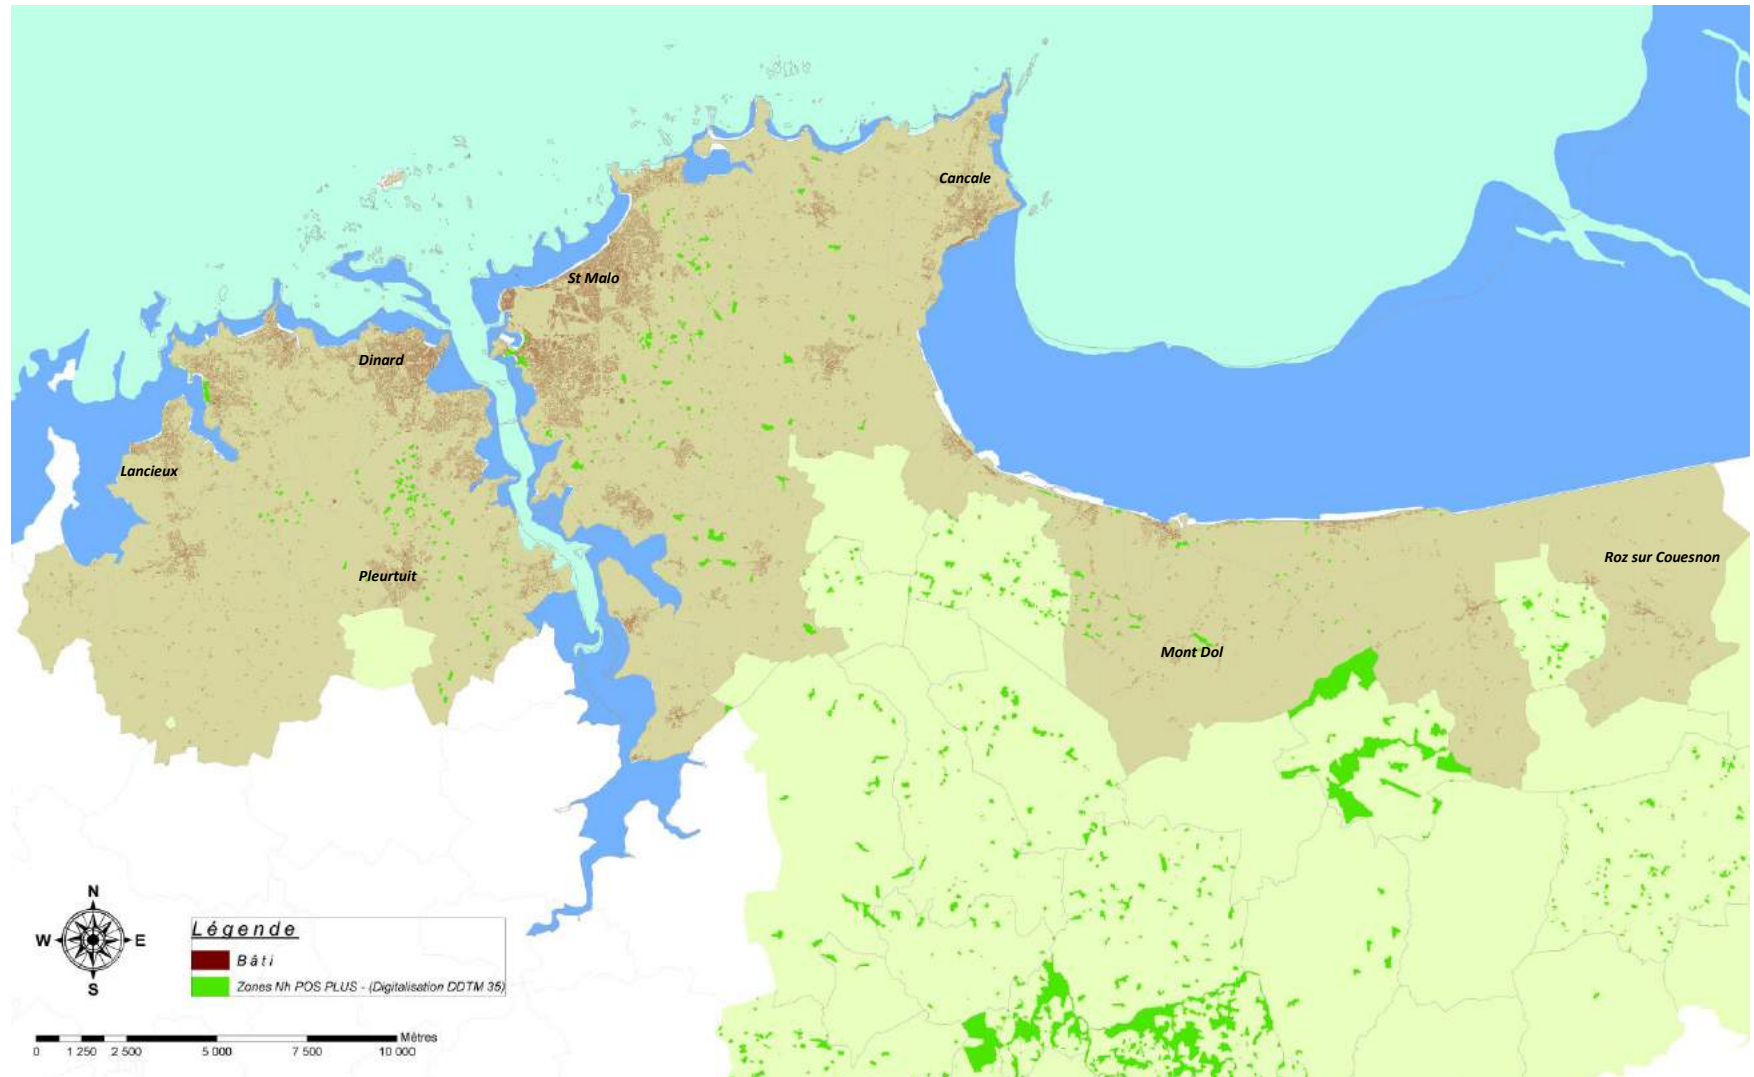 Cancale
St Malo
Dinard
Lancieux
Roz sur Couesnon
Pleurtuit
Mont Dol
N
W E
S
Légende
Bâti
Zones Nh POS PLUS - (Digitalisation DDTM 35)
Mètres
0 1 250 2 500 5 000 7 500 10 000